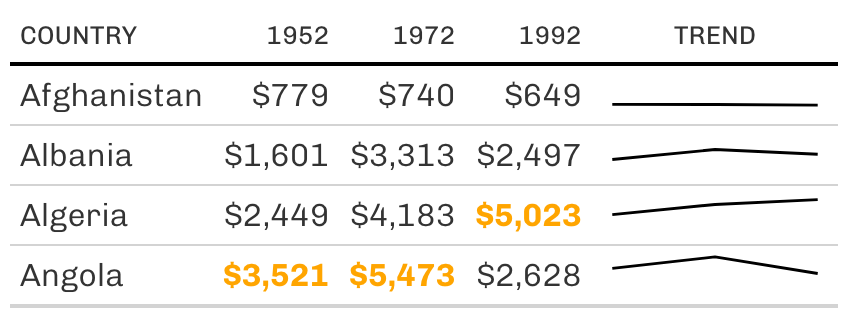 COUNTRY 1952 1972 1992 TREND
Afghanistan $779 $740 $649
Albania $1,601 $3,313 $2,497
Algeria $2,449 $4,183 $5,023
Angola $3,521 $5,473 $2,628